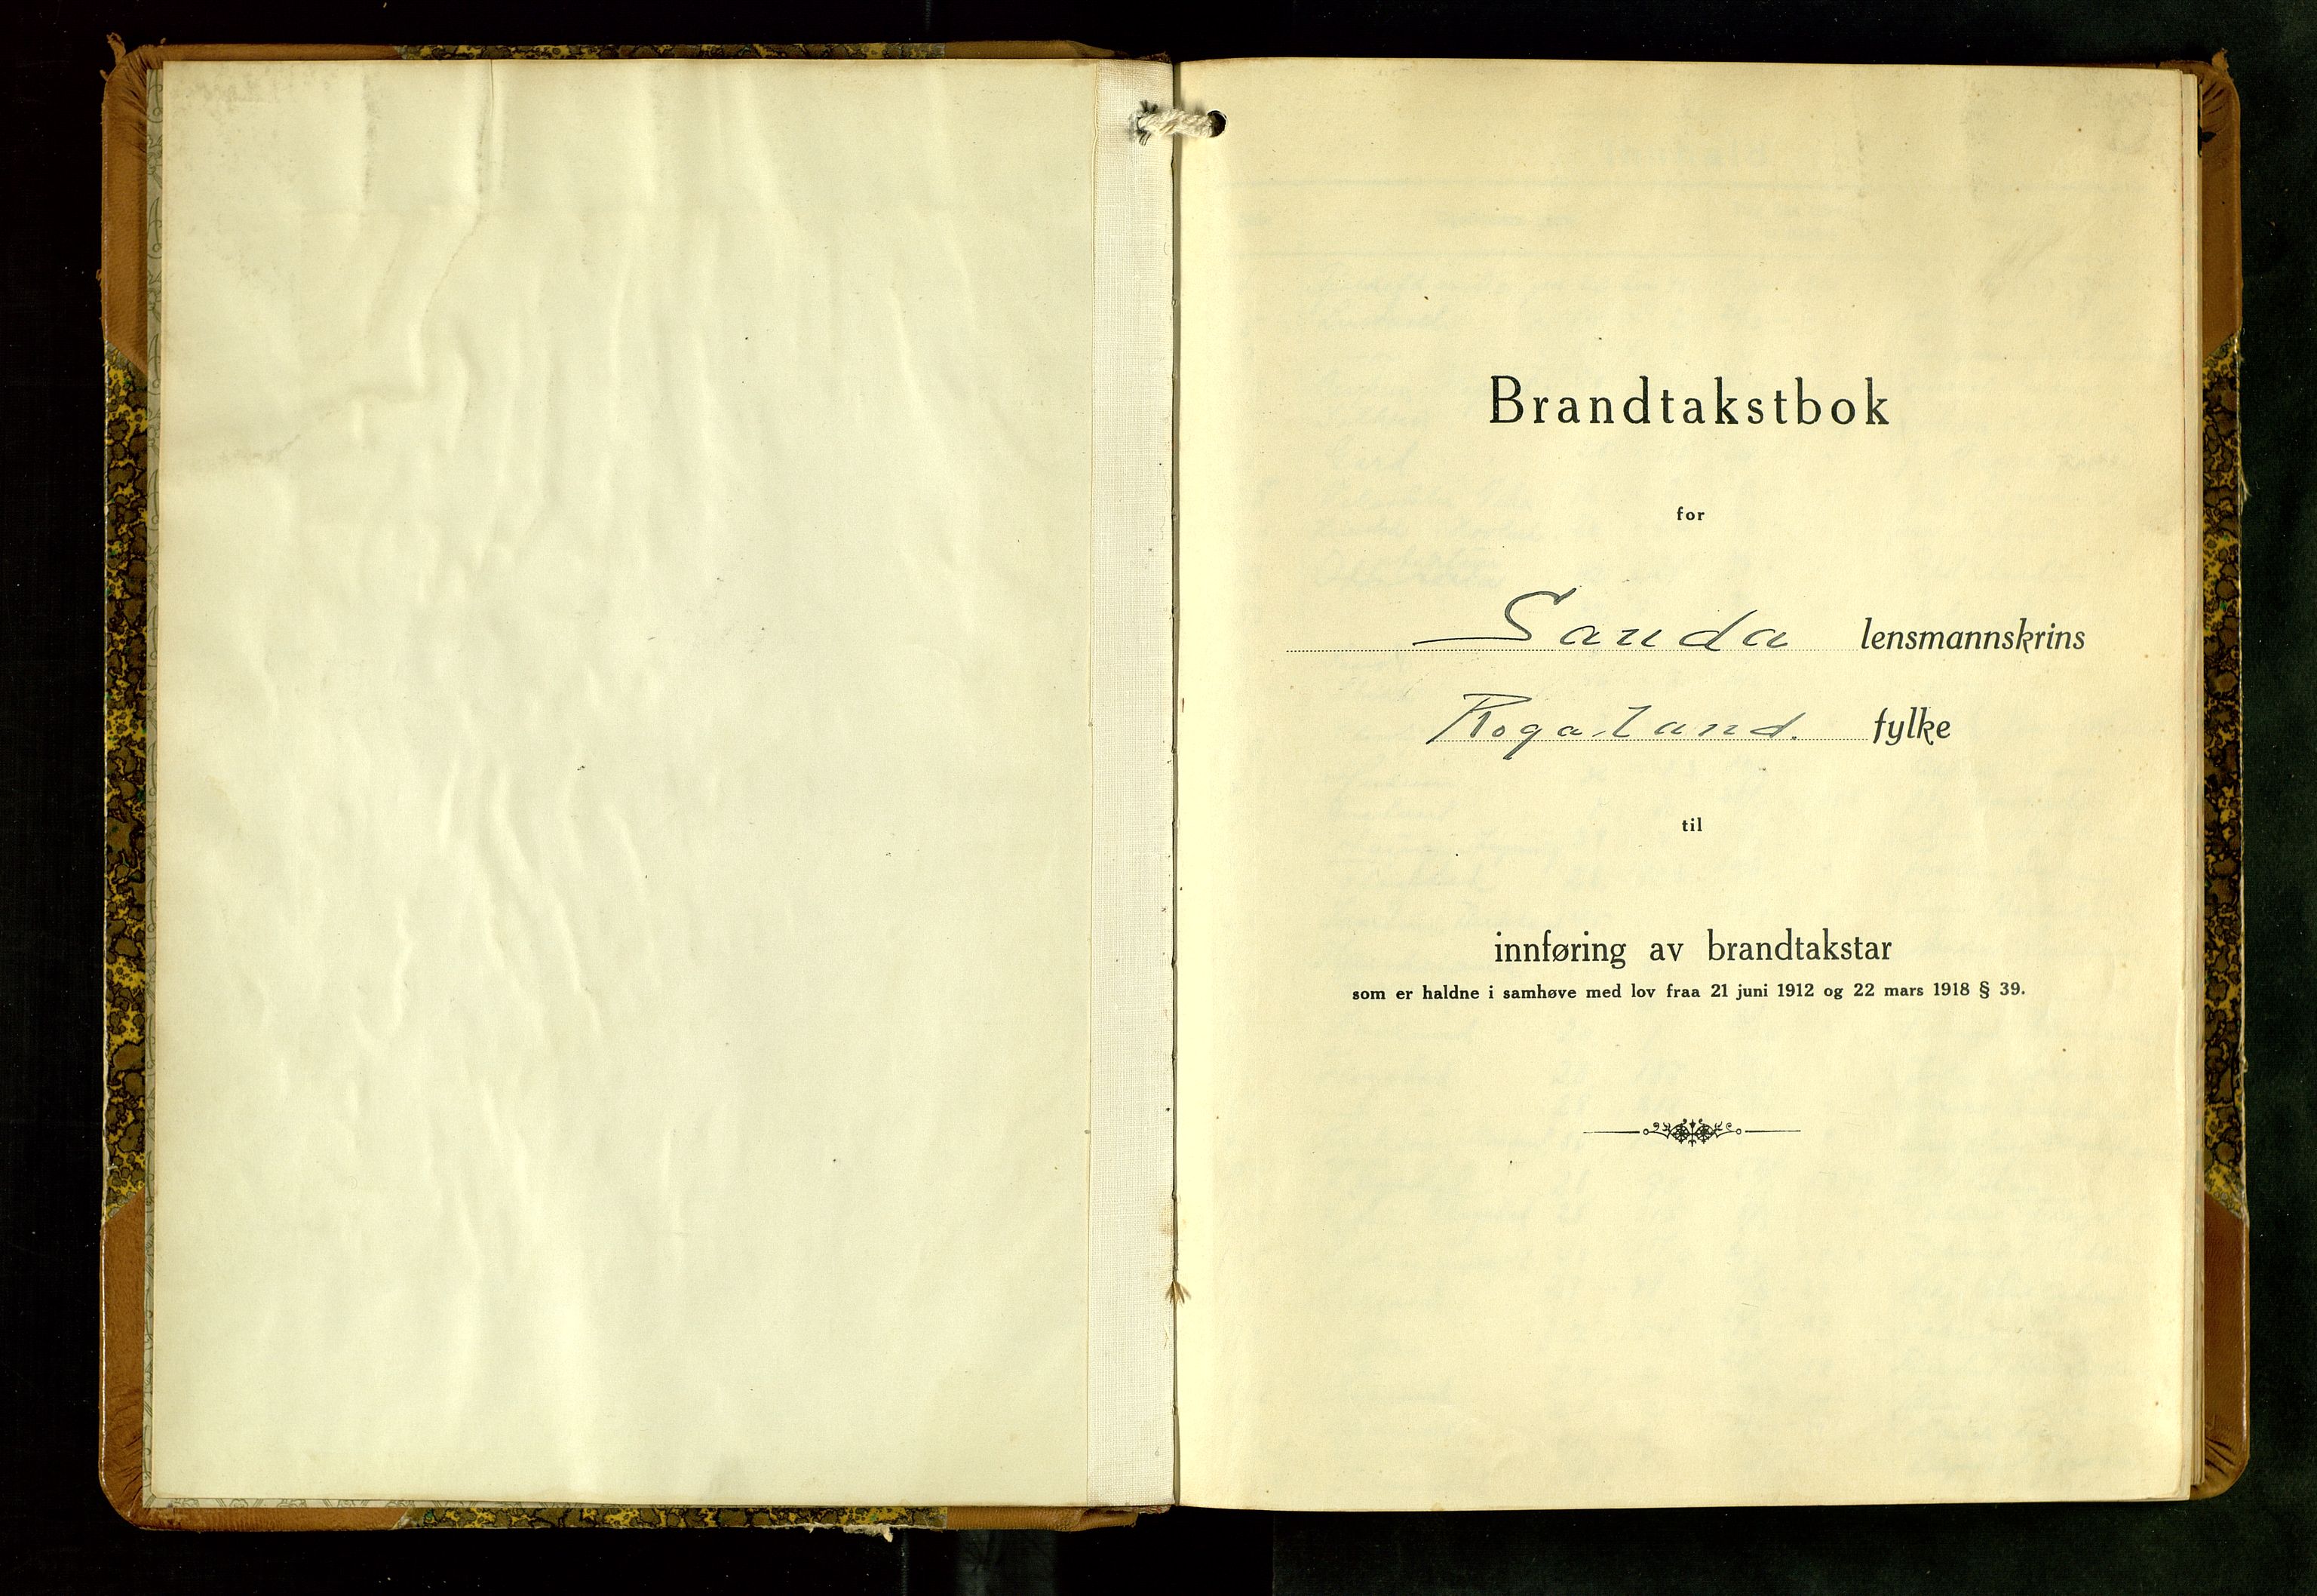 Brandtakstbok
for
Sauda lensmannskrins
Rogaland. fylke
til
innføring av brandtakstar
som er haldne i samhøve med lov fraa 21 juni 1912 og 22 mars 1918 § 39.